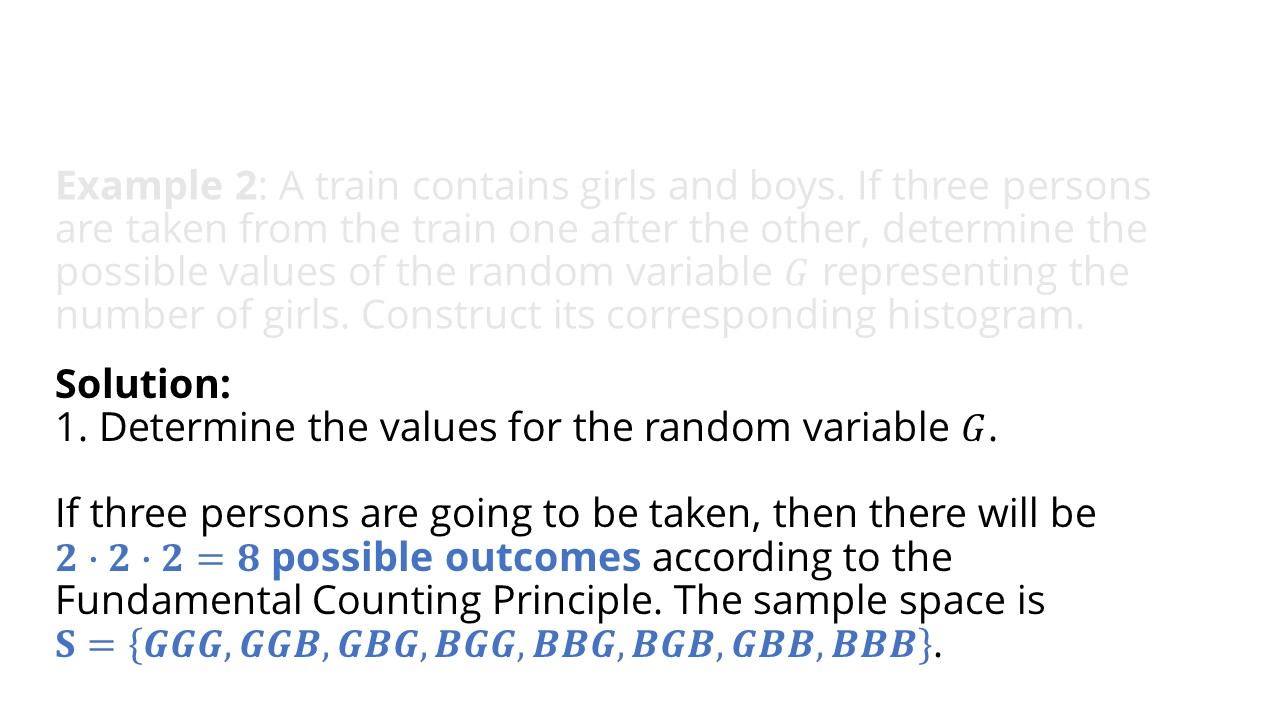 Example 2: A train contains girls and boys. If three persons
are taken from the train one after the other, determine the
possible values of the random variable G representing the
number of girls. Construct its corresponding histogram.
Solution:
1. Determine the values for the random variable G.
If three persons are going to be taken, then there will be
2 · 2 · 2 = 8 possible outcomes according to the
Fundamental Counting Principle. The sample space is
S = {GGG, GGB, GBG, BGG, BBG, BGB, GBB, BBB}.